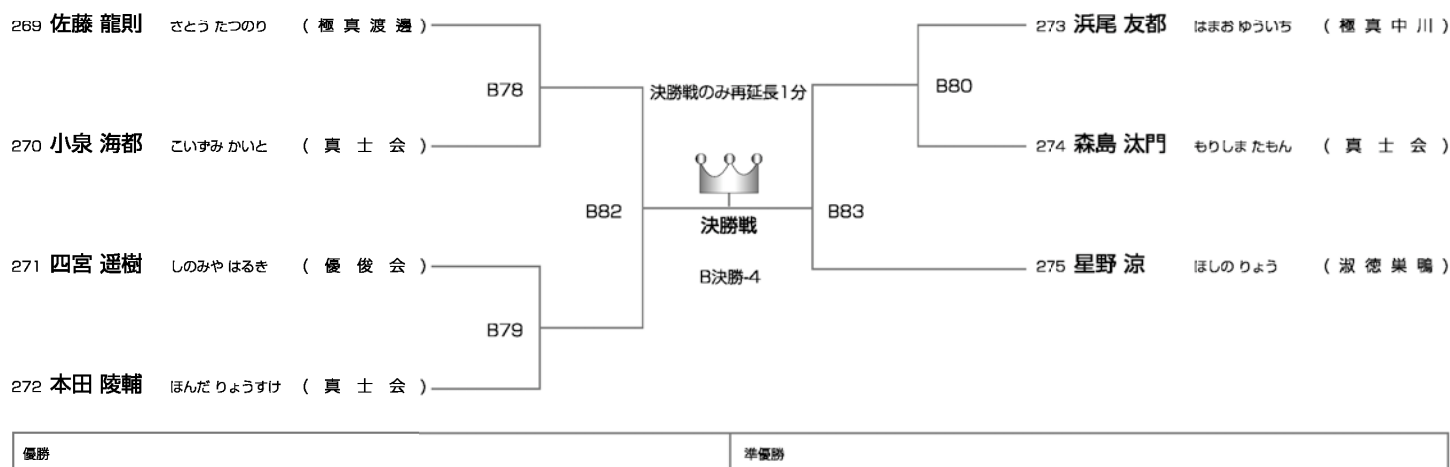 269 佐藤 龍則 さとう たつのり ( 極 真 渡 邊 )
B78
270 小泉 海都 こいずみ かいと ( 真 士 会 )
B82
271 四宮 遥樹 しのみや はるき ( 優 俊 会 )
B79
272 本田 陵輔 ほんだ りょうすけ ( 真 士 会 )
決勝戦のみ再延長1分
決勝戦
B決勝-4
273 浜尾 友都 はまお ゆういち ( 極 真 中 川 )
B80
274 森島 汰門 もりしま たもん ( 真 士 会 )
B83
275 星野 涼 ほしの りょう ( 淑 徳 巣 鴨 )
優勝
準優勝